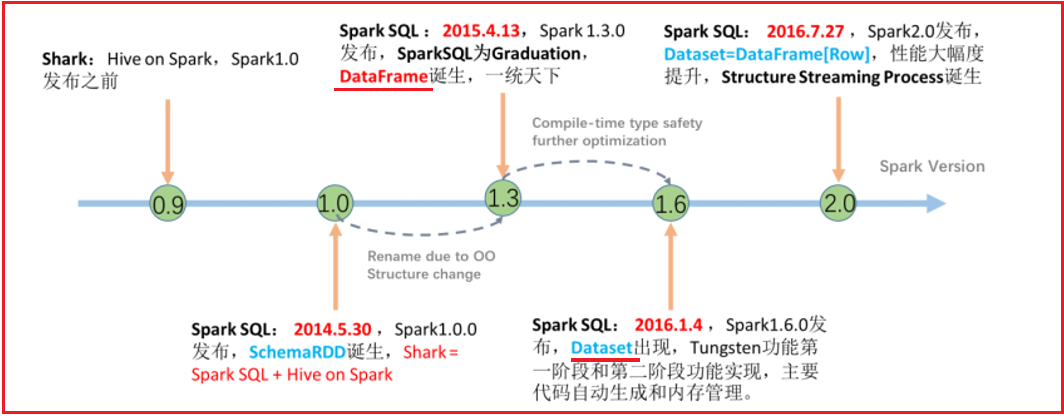 Shark：Hive on Spark，Spark1.0
发布之前
Spark SQL ：2015.4.13，Spark 1.3.0
发布，SparkSQL为Graduation，
DataFrame诞生，一统天下
Spark SQL： 2016.7.27 ，Spark2.0发布，
Dataset=DataFrame[Row]，性能大幅度
提升，Structure Streaming Process诞生
Compile-time type safety
further optimization
Spark Version
0.9
1.0
1.3
1.6
2.0
Rename due to OO
Structure change
Spark SQL： 2014.5.30 ，Spark1.0.0
发布，SchemaRDD诞生，Shark =
Spark SQL + Hive on Spark
Spark SQL： 2016.1.4 ，Spark1.6.0发
布，Dataset出现，Tungsten功能第
一阶段和第二阶段功能实现，主要
代码自动生成和内存管理。